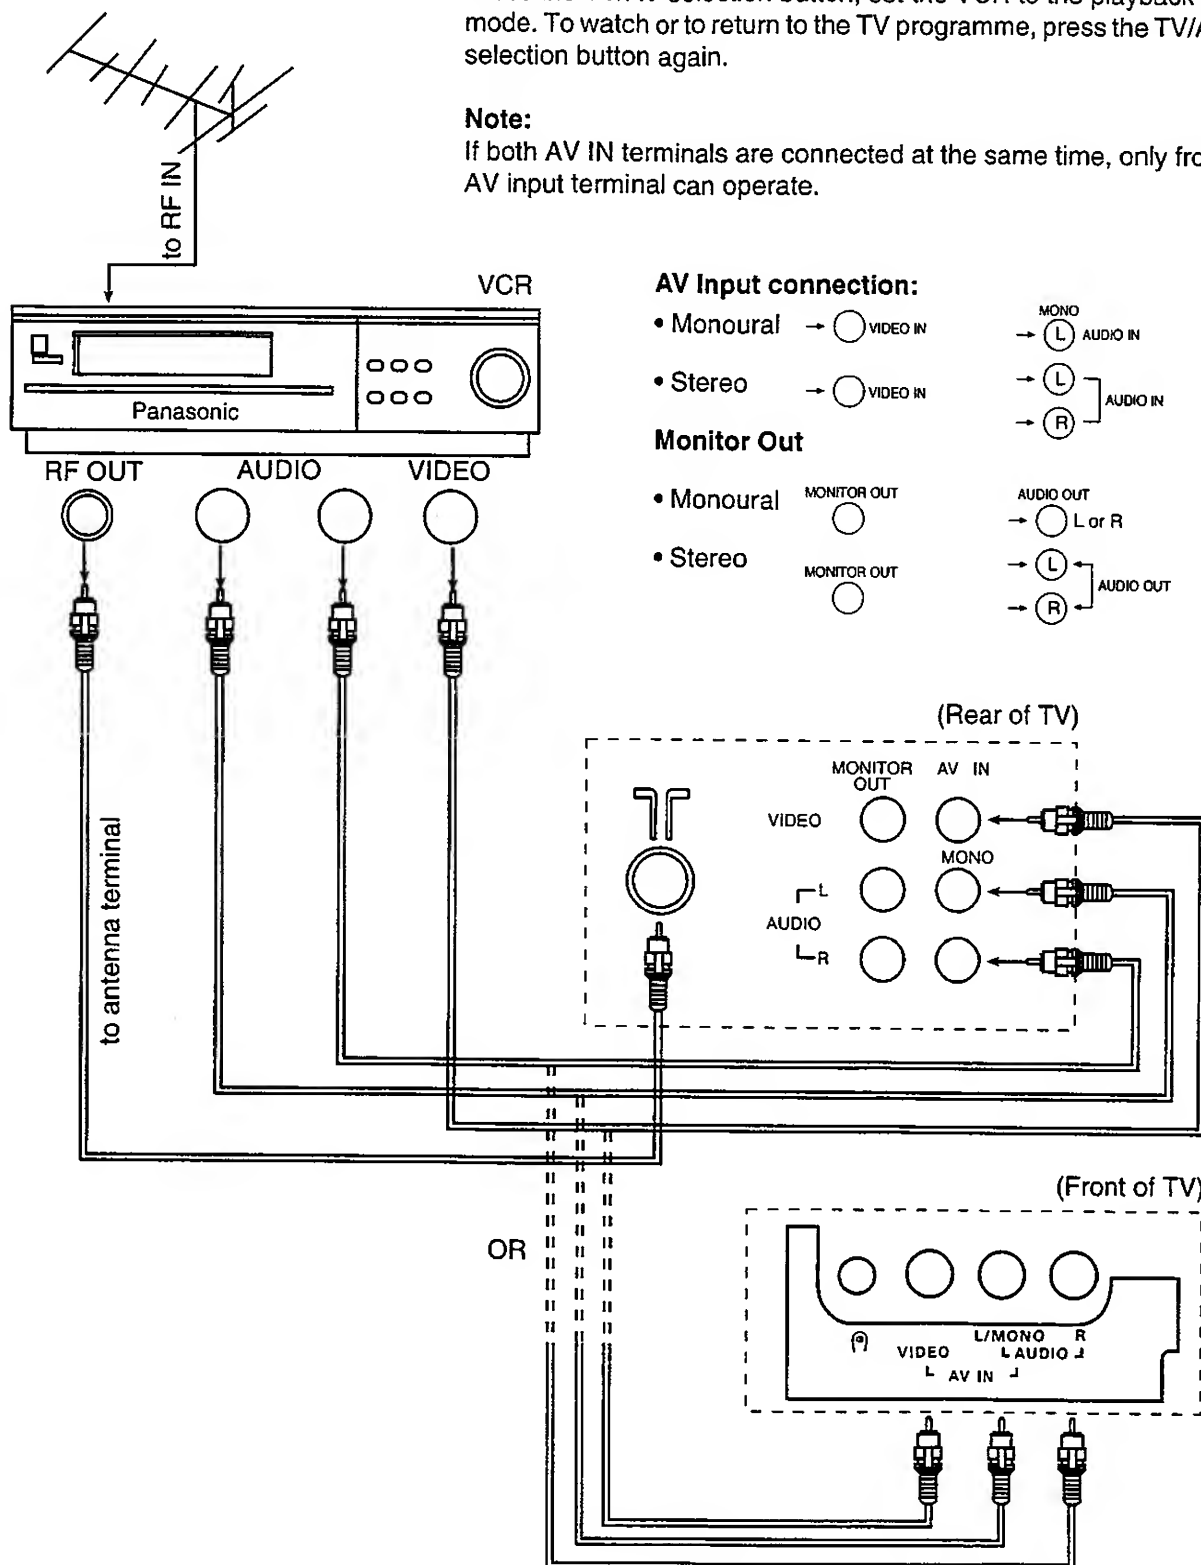 mode. To watch or to return to the TV programme, press the TV/A
selection button again.
Note:
If both AV IN terminals are connected at the same time, only fro
AV input terminal can operate.
to RF IN
VCR
Panasonic
RF OUT
AUDIO
VIDEO
AV Input connection:
• Monoural → VIDEO IN
MONO
→ L AUDIO IN
• Stereo → VIDEO IN
→ L
AUDIO IN
→ R
Monitor Out
• Monoural
MONITOR OUT
AUDIO OUT
→ L or R
• Stereo
MONITOR OUT
→ L
AUDIO OUT
→ R
(Rear of TV)
MONITOR
OUT
AV IN
VIDEO
MONO
L
AUDIO
R
to antenna terminal
OR
(Front of TV)
L/MONO R
VIDEO
AUDIO
AV IN